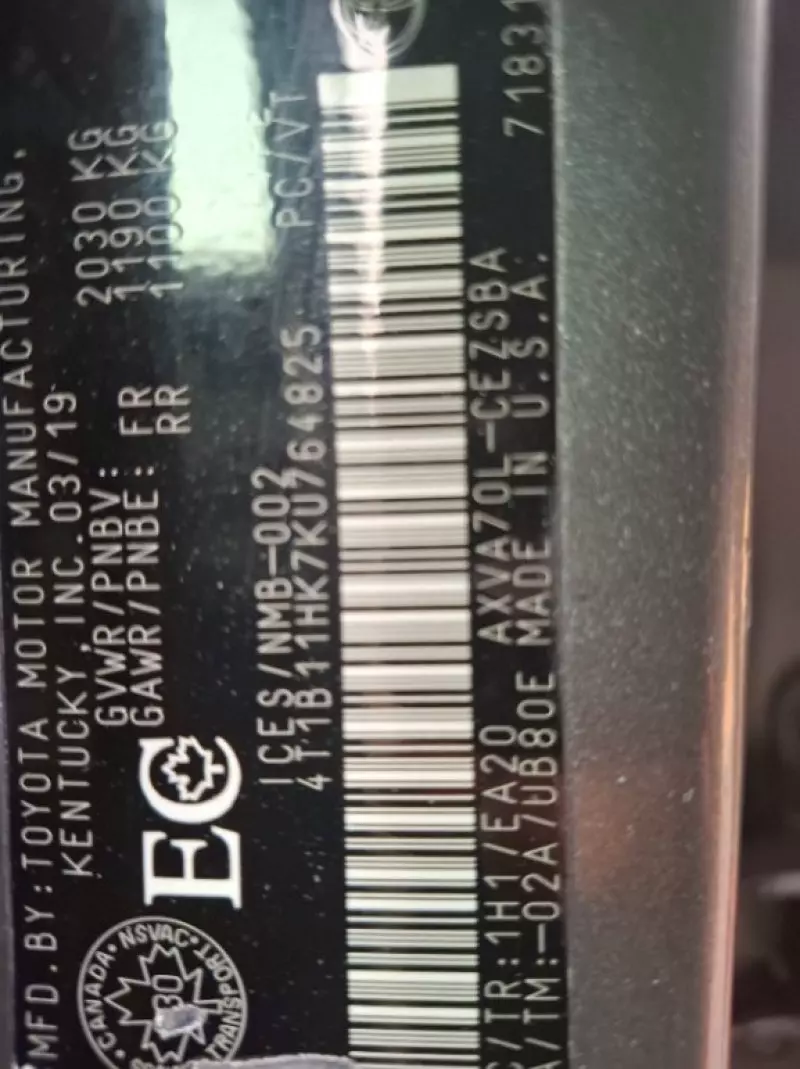 MFD.BY:TOYOTA MOTOR MANUFACTURING,
KENTUCKY, INC. 03/19
GVWR/PNBV: 2030 KG
GAWR/PNBE: FR 1190 KG
RR 1100 KG
EC
CANADA • NSVAC • TRANSPORT
ICES/NMB-002
4T1B11HK7KU764825 PC/VT
C/TR:1H1/EA20 AXVA70L-CEZSBA
A/TM:-02A/UB80E MADE IN U.S.A. 71831